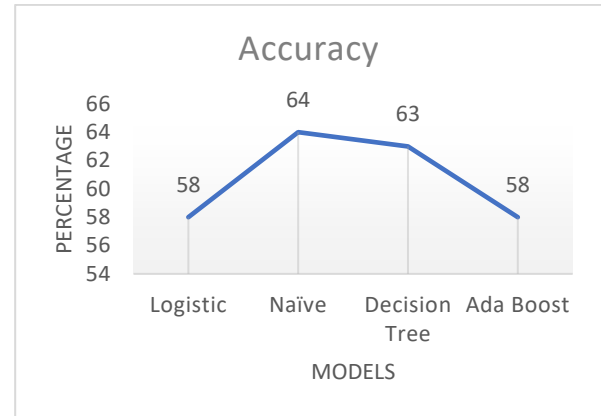 Accuracy
PERCENTAGE
66
64
62
60
58
56
54
58
64
63
58
Logistic
Naïve
Decision
Tree
Ada Boost
MODELS